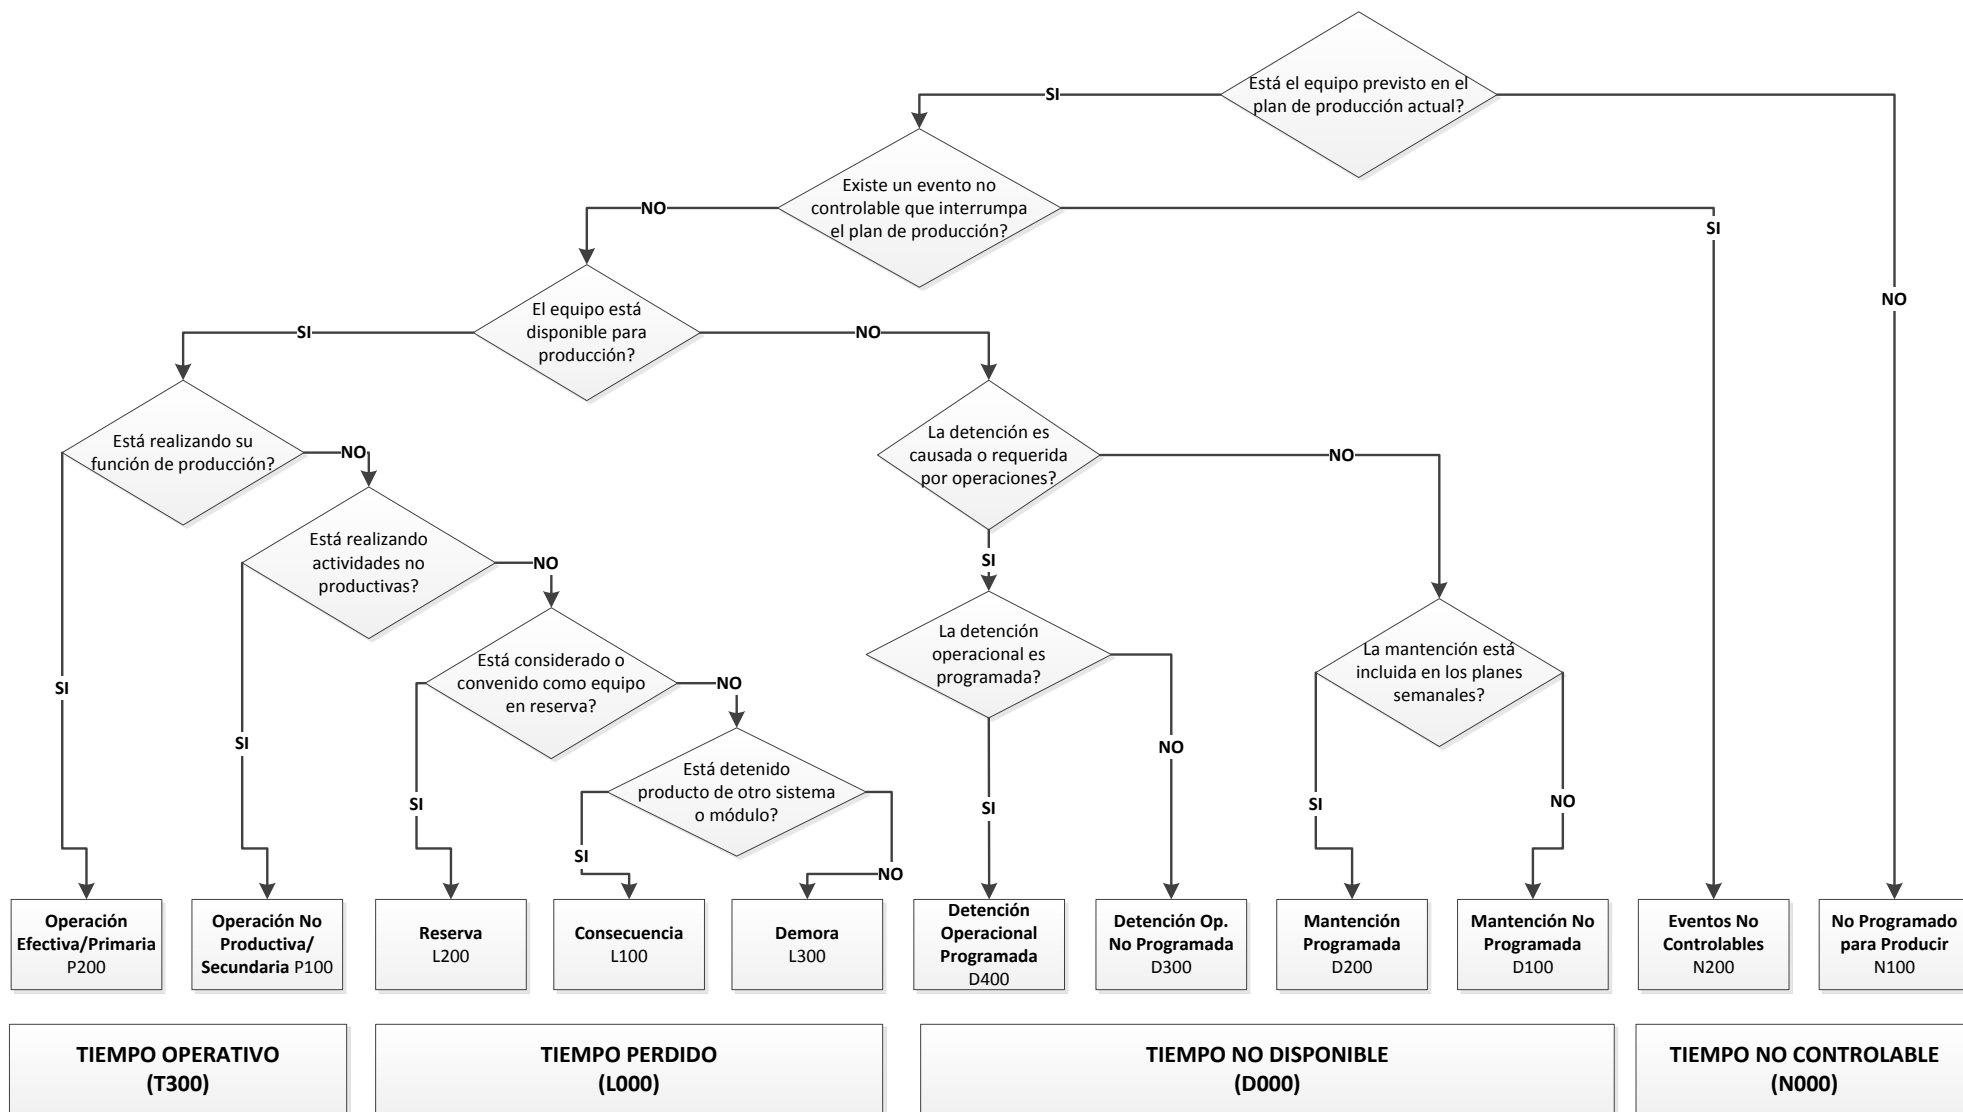 Está el equipo previsto en el
plan de producción actual?
SI
NO
Existe un evento no
controlable que interrumpa
el plan de producción?
NO
SI
El equipo está
disponible para
producción?
SI
NO
Está realizando su
función de producción?
NO
SI
La detención es
causada o requerida
por operaciones?
NO
SI
Está realizando
actividades no
productivas?
NO
SI
Está considerado o
convenido como equipo
en reserva?
NO
SI
La detención
operacional es
programada?
NO
SI
La mantención está
incluida en los planes
semanales?
SI
NO
Está detenido
producto de otro sistema
o módulo?
SI
NO
Operación
Efectiva/Primaria
P200
Operación No
Productiva/
Secundaria P100
Reserva
L200
Consecuencia
L100
Demora
L300
Detención
Operacional
Programada
D400
Detención Op.
No Programada
D300
Mantención
Programada
D200
Mantención No
Programada
D100
Eventos No
Controlables
N200
No Programado
para Producir
N100
TIEMPO OPERATIVO
(T300)
TIEMPO PERDIDO
(L000)
TIEMPO NO DISPONIBLE
(D000)
TIEMPO NO CONTROLABLE
(N000)